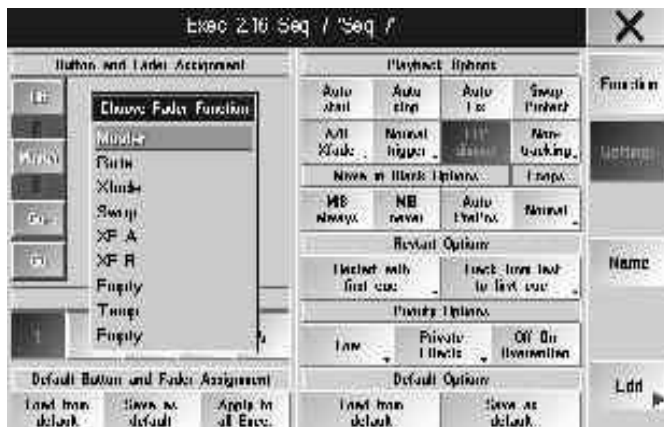 Exec 2.16 Seq 7 'Seq 7'
Button and Fader Assignment
Choose Fader Function
Master
Rate
Xfade
Swop
XF A
XF B
Empty
Temp
Empty
Default Button and Fader Assignment
Load from default
Save as default
Apply to all Exec.
Playback Options
Auto start
Auto stop
Auto Fix
Swop Protect
A/B Xfade
Normal trigger
Non-tracking
Move in Black Options
Loops
MIB always
MIB never
Auto PrePos
Normal
Restart Options
Restart with first cue
Track from last to first cue
Priority Options
Low
Private Effects
Off On Overwritten
Default Options
Load from default
Save as default
Function
Settings
Name
Edit